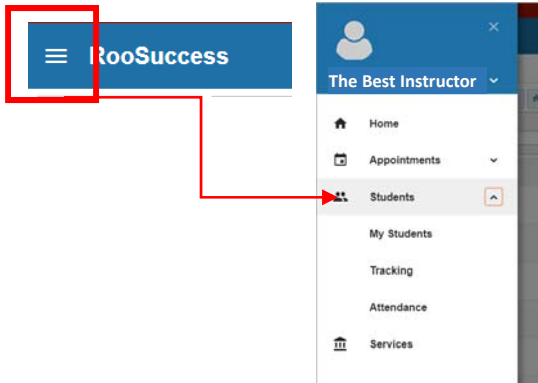 RooSuccess
The Best Instructor
Home
Appointments
Students
My Students
Tracking
Attendance
Services